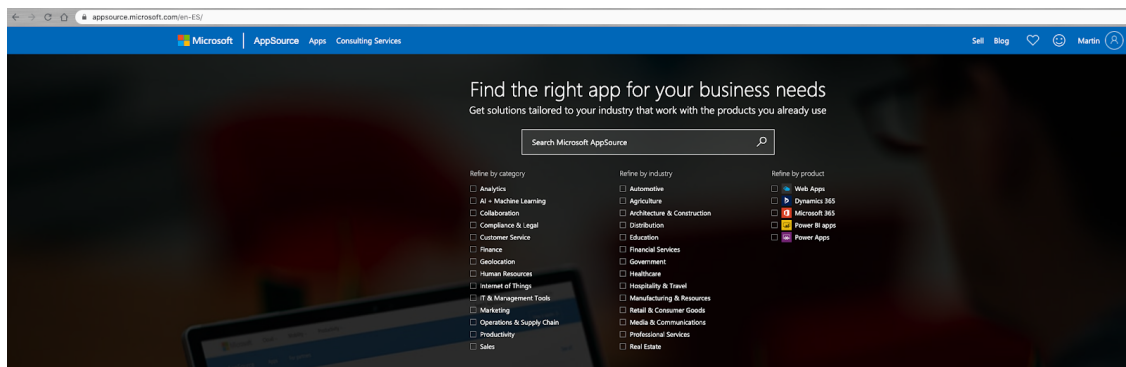 appsource.microsoft.com/en-ES/
Microsoft AppSource Apps Consulting Services Sell Blog Martin
Find the right app for your business needs
Get solutions tailored to your industry that work with the products you already use
Search Microsoft AppSource
Refine by category
Analytics
AI + Machine Learning
Collaboration
Compliance & Legal
Customer Service
Finance
Geolocation
Human Resources
Internet of Things
IT & Management Tools
Marketing
Operations & Supply Chain
Productivity
Sales
Refine by industry
Automotive
Agriculture
Architecture & Construction
Distribution
Education
Financial Services
Government
Healthcare
Hospitality & Travel
Manufacturing & Resources
Retail & Consumer Goods
Media & Communications
Professional Services
Real Estate
Refine by product
Web Apps
Dynamics 365
Microsoft 365
Power BI apps
Power Apps